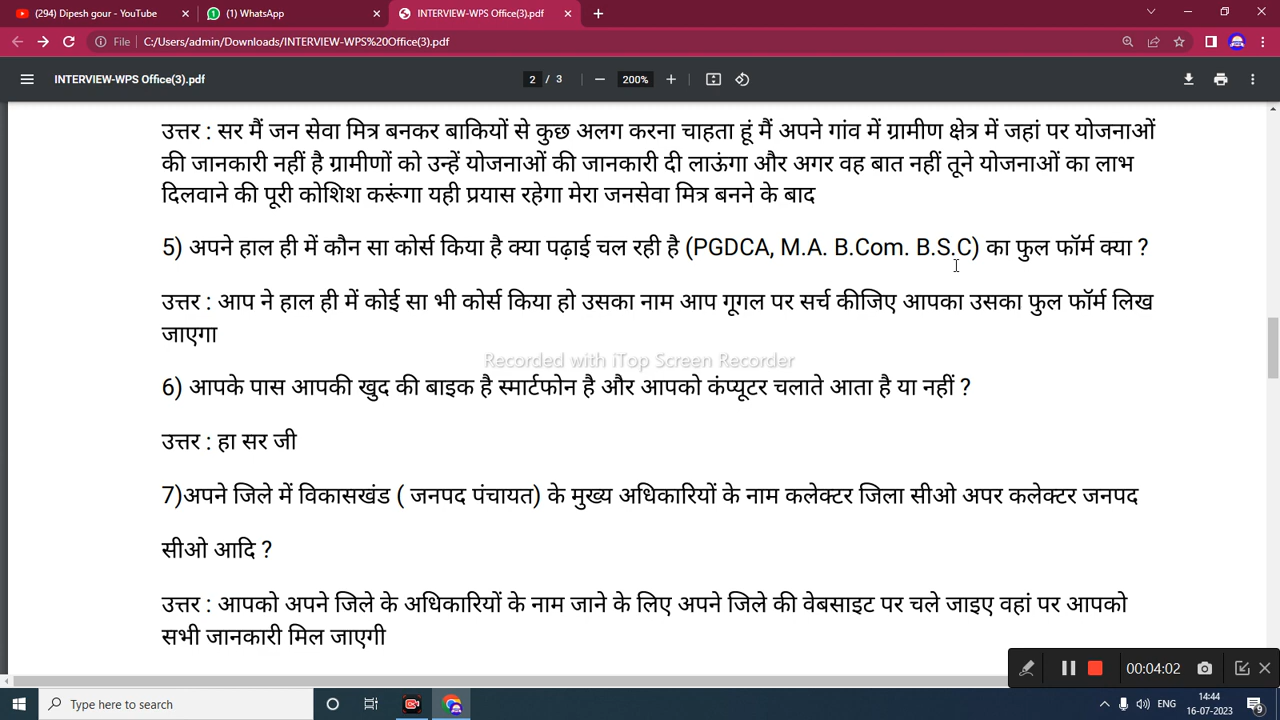 (294) Dipesh gour - YouTube
(1) WhatsApp
INTERVIEW-WPS Office(3).pdf
File
C:/Users/admin/Downloads/INTERVIEW-WPS%20Office(3).pdf
INTERVIEW-WPS Office(3).pdf
2 / 3
200%
उत्तर : सर मैं जन सेवा मित्र बनकर बाकियों से कुछ अलग करना चाहता हूं मैं अपने गांव में ग्रामीण क्षेत्र में जहां पर योजनाओं
की जानकारी नहीं है ग्रामीणों को उन्हें योजनाओं की जानकारी दी लाऊंगा और अगर वह बात नहीं तूने योजनाओं का लाभ
दिलवाने की पूरी कोशिश करूंगा यही प्रयास रहेगा मेरा जनसेवा मित्र बनने के बाद
5) अपने हाल ही में कौन सा कोर्स किया है क्या पढ़ाई चल रही है (PGDCA, M.A. B.Com. B.S.C) का फुल फॉर्म क्या ?
उत्तर : आप ने हाल ही में कोई सा भी कोर्स किया हो उसका नाम आप गूगल पर सर्च कीजिए आपका उसका फुल फॉर्म लिख
जाएगा
Recorded with iTop Screen Recorder
6) आपके पास आपकी खुद की बाइक है स्मार्टफोन है और आपको कंप्यूटर चलाते आता है या नहीं ?
उत्तर : हा सर जी
7)अपने जिले में विकासखंड ( जनपद पंचायत) के मुख्य अधिकारियों के नाम कलेक्टर जिला सीओ अपर कलेक्टर जनपद
सीओ आदि ?
उत्तर : आपको अपने जिले के अधिकारियों के नाम जाने के लिए अपने जिले की वेबसाइट पर चले जाइए वहां पर आपको
सभी जानकारी मिल जाएगी
00:04:02
Type here to search
ENG
14:44
16-07-2023
9